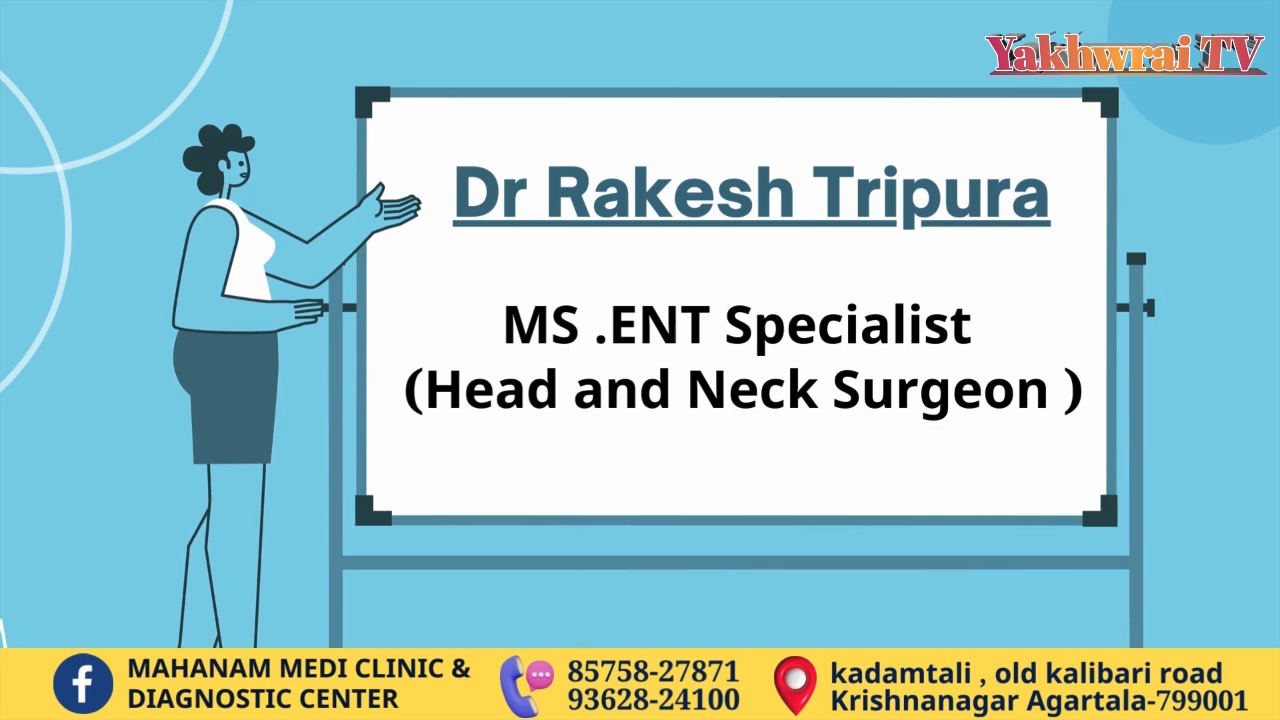 Yakhwrai TV
Dr Rakesh Tripura
MS .ENT Specialist
(Head and Neck Surgeon )
MAHANAM MEDI CLINIC &
DIAGNOSTIC CENTER
85758-27871
93628-24100
kadamtali , old kalibari road
Krishnanagar Agartala-799001